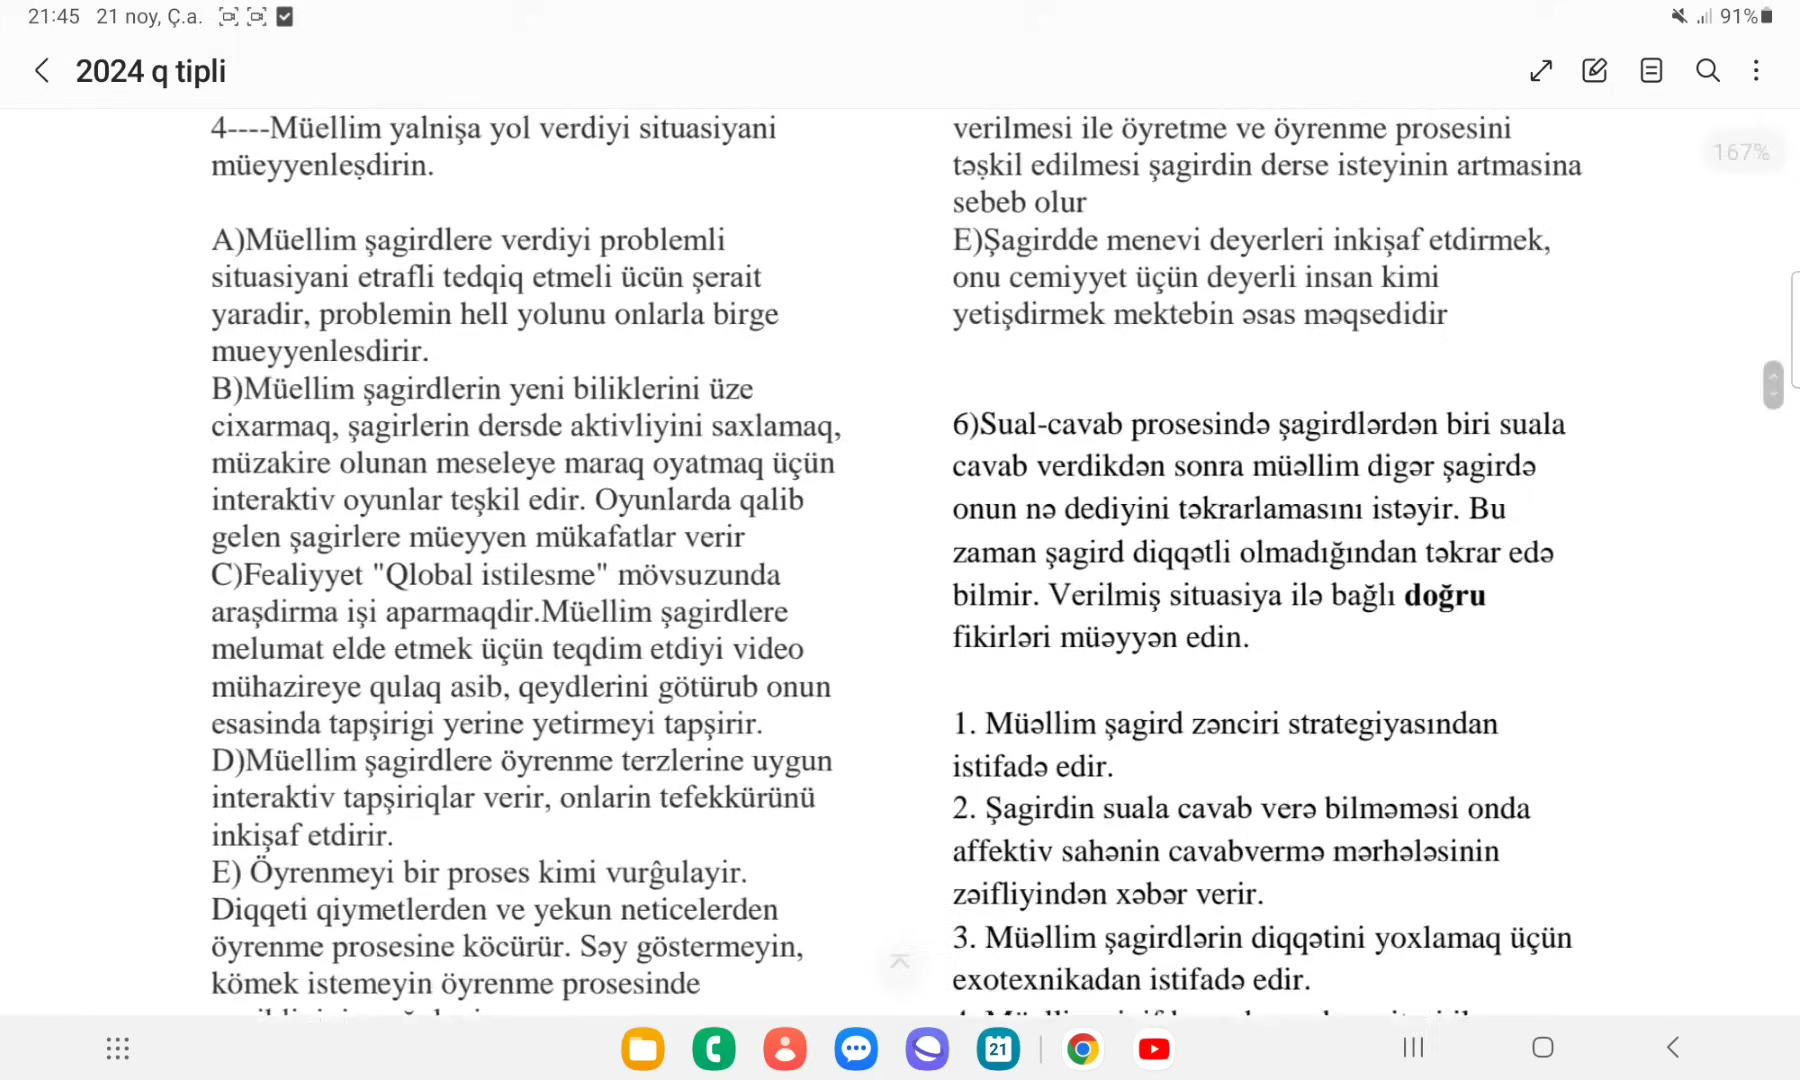 21:45 21 noy, Ç.a.
91%
2024 q tipli
167%
4----Müellim yalnişa yol verdiyi situasiyani
müeyyenleşdirin.
A)Müellim şagirdlere verdiyi problemli
situasiyani etrafli tedqiq etmeli ücün şerait
yaradir, problemin hell yolunu onlarla birge
mueyyenlesdirir.
B)Müellim şagirdlerin yeni biliklerini üze
cixarmaq, şagirlerin dersde aktivliyini saxlamaq,
müzakire olunan meseleye maraq oyatmaq üçün
interaktiv oyunlar teşkil edir. Oyunlarda qalib
gelen şagirlere müeyyen mükafatlar verir
C)Fealiyyet "Qlobal istilesme" mövsuzunda
araşdirma işi aparmaqdir.Müellim şagirdlere
melumat elde etmek üçün teqdim etdiyi video
mühazireye qulaq asib, qeydlerini götürub onun
esasinda tapşirigi yerine yetirmeyi tapşirir.
D)Müellim şagirdlere öyrenme terzlerine uygun
interaktiv tapşiriqlar verir, onlarin tefekkürünü
inkişaf etdirir.
E) Öyrenmeyi bir proses kimi vurĝulayir.
Diqqeti qiymetlerden ve yekun neticelerden
öyrenme prosesine köcürür. Səy göstermeyin,
kömek istemeyin öyrenme prosesinde
verilmesi ile öyretme ve öyrenme prosesini
təşkil edilmesi şagirdin derse isteyinin artmasina
sebeb olur
E)Şagirdde menevi deyerleri inkişaf etdirmek,
onu cemiyyet üçün deyerli insan kimi
yetişdirmek mektebin əsas məqsedidir
6)Sual-cavab prosesində şagirdlərdən biri suala
cavab verdikdən sonra müəllim digər şagirdə
onun nə dediyini təkrarlamasını istəyir. Bu
zaman şagird diqqətli olmadığından təkrar edə
bilmir. Verilmiş situasiya ilə bağlı doğru
fikirləri müəyyən edin.
1. Müəllim şagird zənciri strategiyasından
istifadə edir.
2. Şagirdin suala cavab verə bilməməsi onda
affektiv sahənin cavabvermə mərhələsinin
zəifliyindən xəbər verir.
3. Müəllim şagirdlərin diqqətini yoxlamaq üçün
exotexnikadan istifadə edir.
21